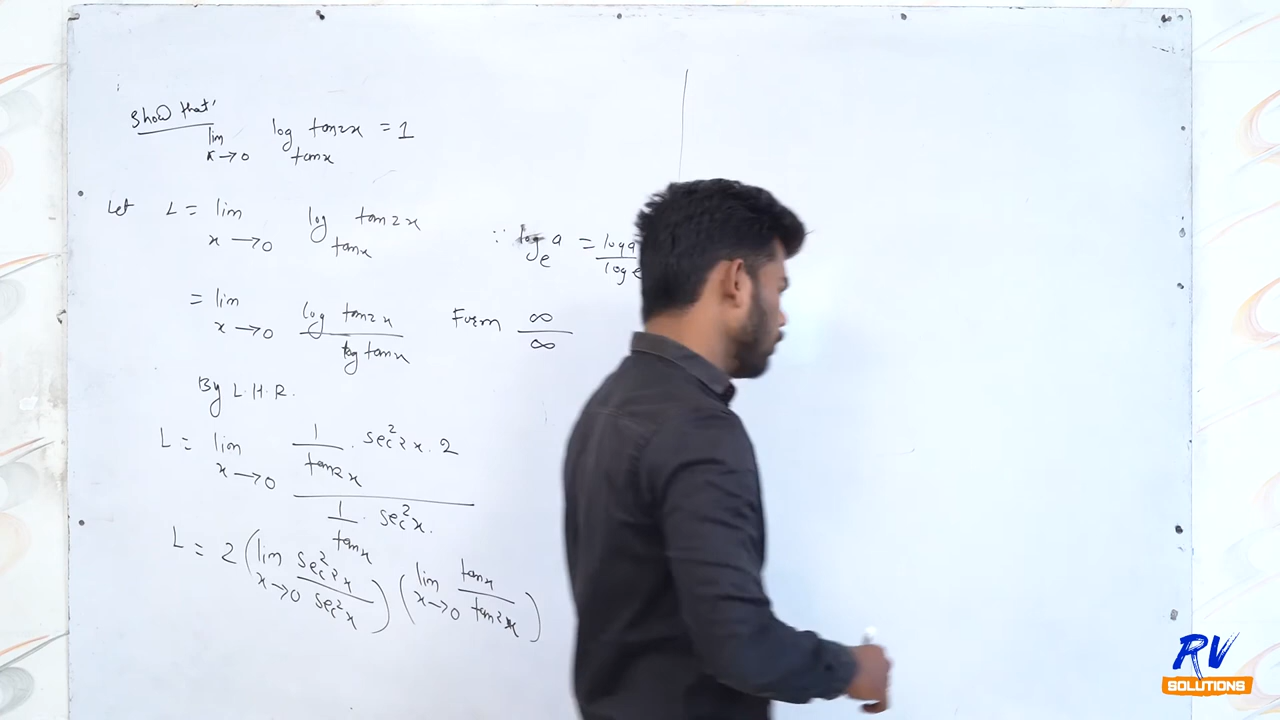 Show that'
lim log tan2x = 1
x→0 tanx
Let L = lim log tan2x
x→0 tanx
∵ log a = log a
e log e
= lim log tan2x Form ∞
x→0 log tanx ∞
By L.H.R.
L = lim 1 . sec²2x . 2
x→0 tan2x
1 . sec²x.
tanx
L = 2 (lim sec²2x) (lim tanx)
x→0 sec²x x→0 tan2x
RV
SOLUTIONS